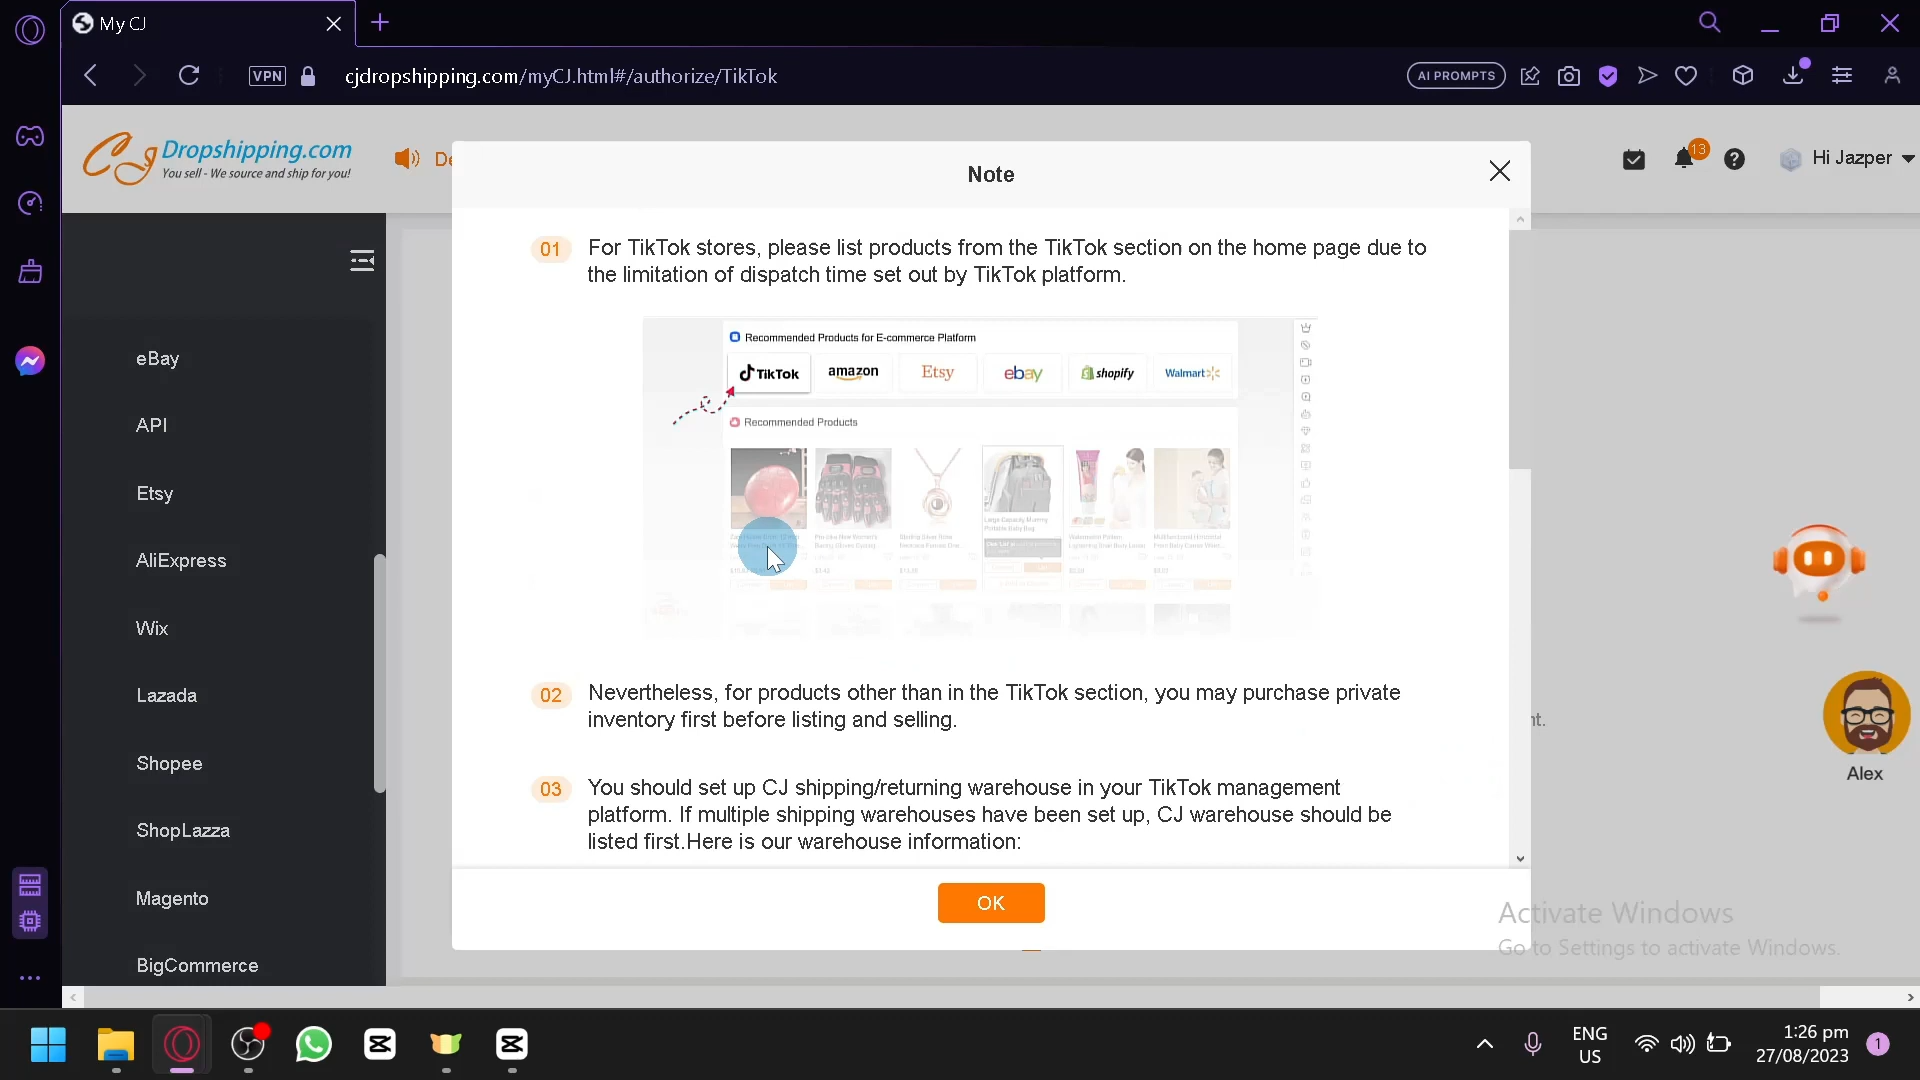 My CJ
VPN
cjdropshipping.com/myCJ.html#/authorize/TikTok
AI PROMPTS
CJ Dropshipping.com
You sell - We source and ship for you!
De
Note
13
Hi Jazper
01
For TikTok stores, please list products from the TikTok section on the home page due to
the limitation of dispatch time set out by TikTok platform.
Recommended Products for E-commerce Platform
TikTok
amazon
Etsy
ebay
shopify
Walmart
Recommended Products
eBay
API
Etsy
AliExpress
Wix
Lazada
Shopee
ShopLazza
Magento
BigCommerce
02
Nevertheless, for products other than in the TikTok section, you may purchase private
inventory first before listing and selling.
nt.
03
You should set up CJ shipping/returning warehouse in your TikTok management
platform. If multiple shipping warehouses have been set up, CJ warehouse should be
listed first.Here is our warehouse information:
OK
Alex
Activate Windows
Go to Settings to activate Windows.
ENG
US
1:26 pm
27/08/2023
1